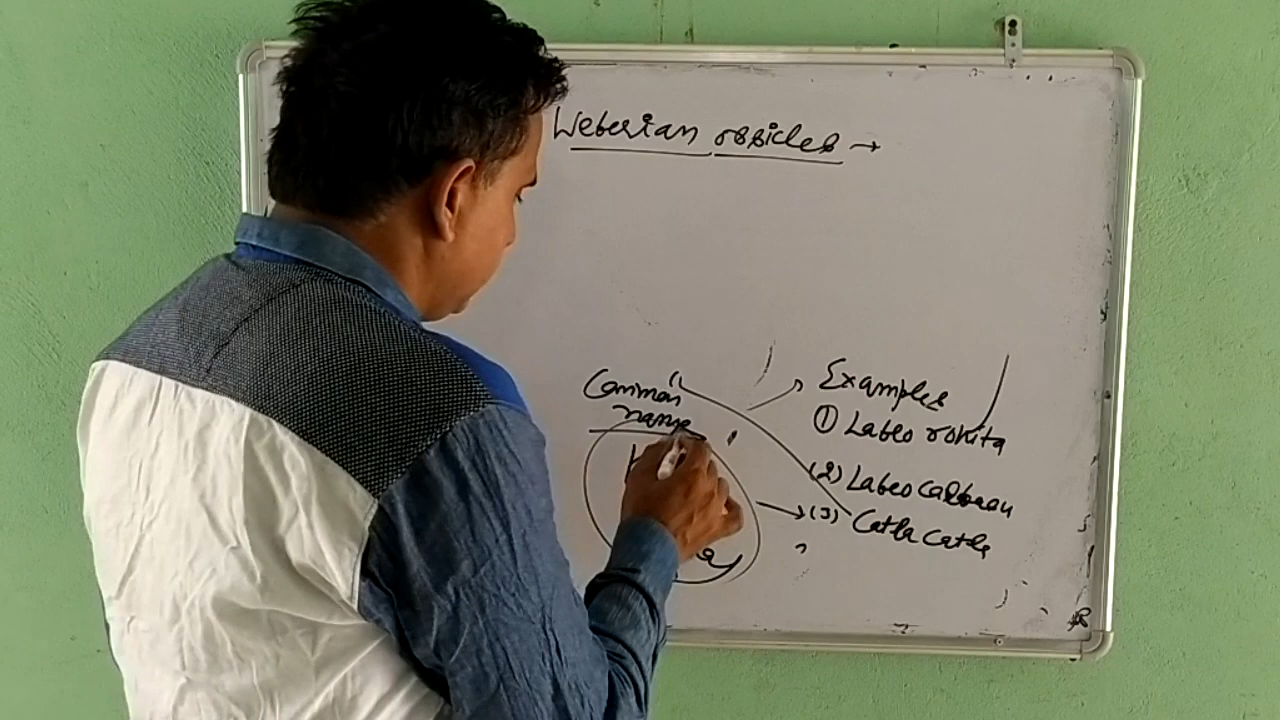 Weberian ossicles →
Common
name
Examples
① Labeo rohita
(2) Labeo calbasu
(3) Catla catla